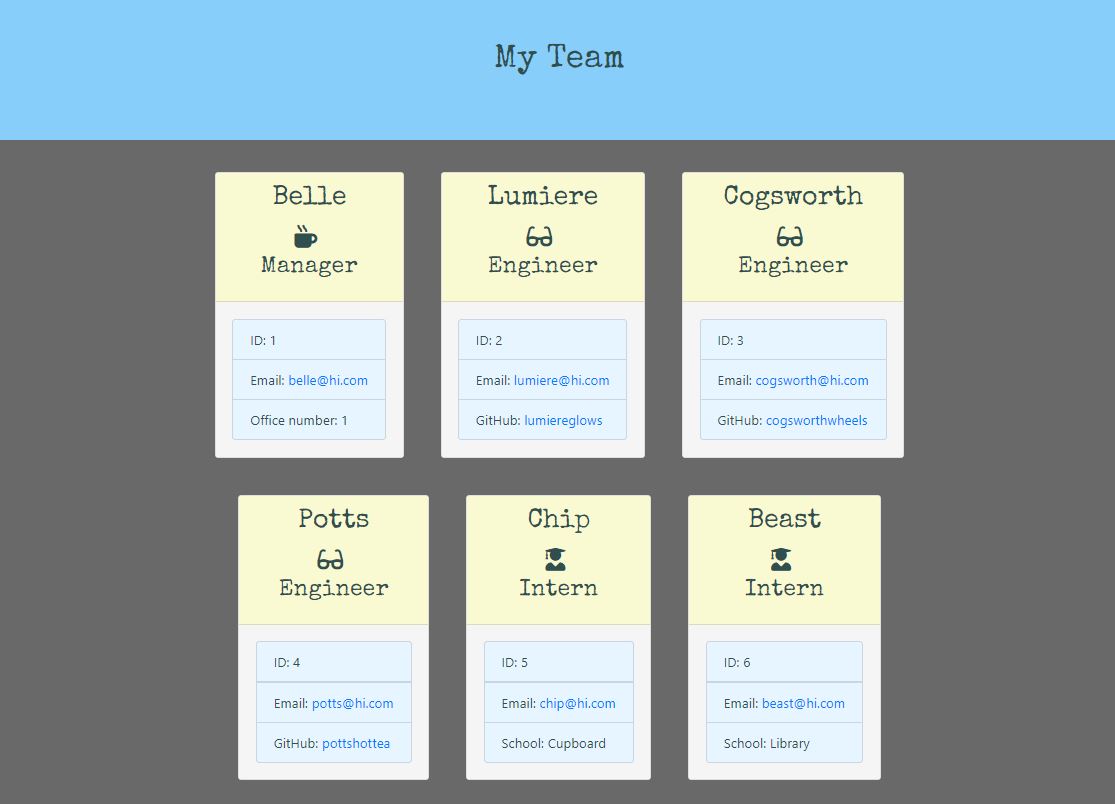 My Team
Belle
Manager
ID: 1
Email: belle@hi.com
Office number: 1
Lumiere
Engineer
ID: 2
Email: lumiere@hi.com
GitHub: lumiereglows
Cogsworth
Engineer
ID: 3
Email: cogsworth@hi.com
GitHub: cogsworthwheels
Potts
Engineer
ID: 4
Email: potts@hi.com
GitHub: pottshottea
Chip
Intern
ID: 5
Email: chip@hi.com
School: Cupboard
Beast
Intern
ID: 6
Email: beast@hi.com
School: Library